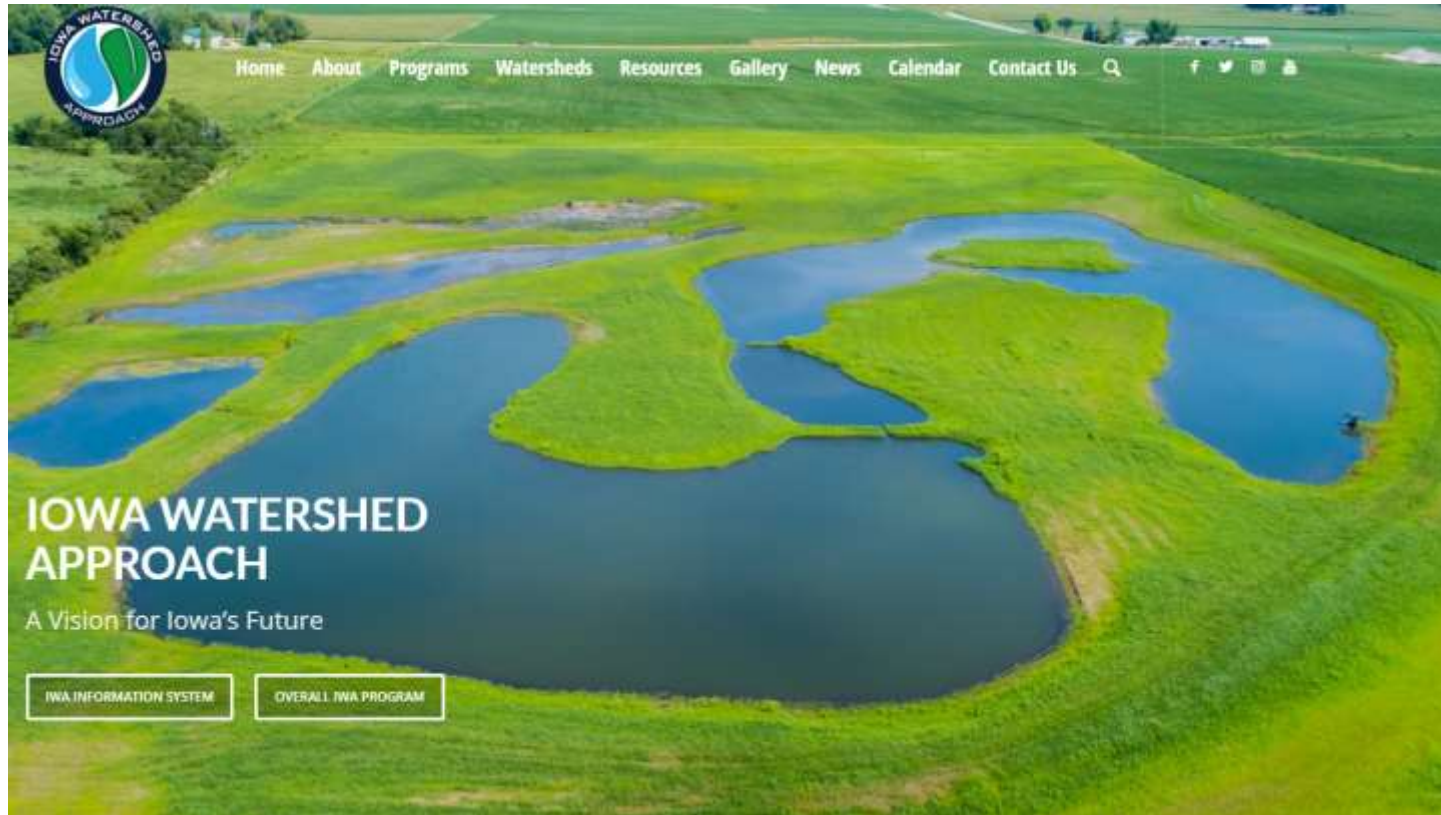 IOWA WATERSHED
APPROACH
Home About Programs Watersheds Resources Gallery News Calendar Contact Us
IOWA WATERSHED
APPROACH
A Vision for Iowa's Future
IWA INFORMATION SYSTEM OVERALL IWA PROGRAM